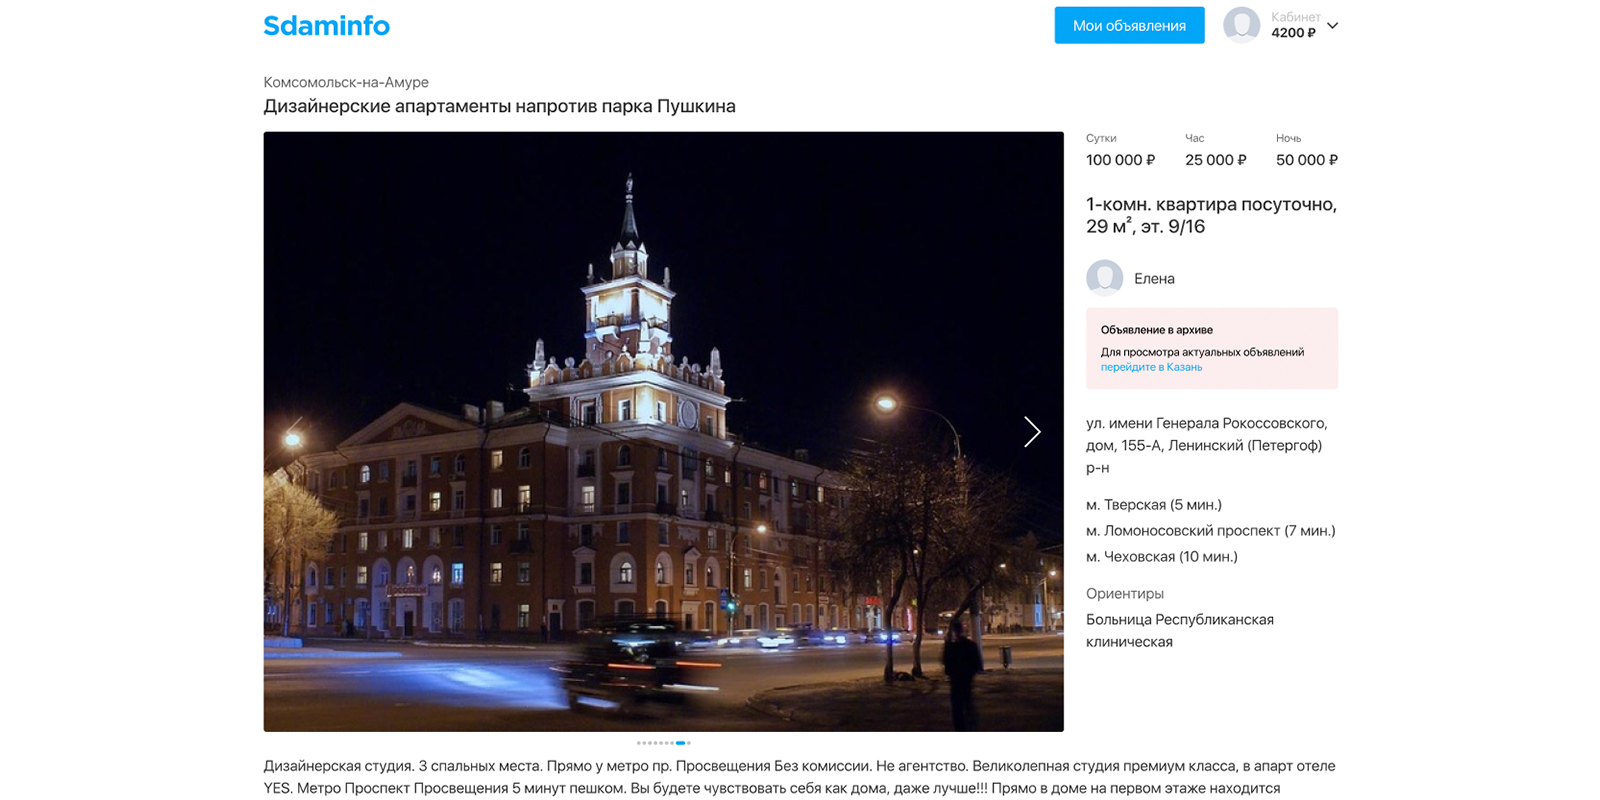 Sdaminfo
Мои объявления
Кабинет
4200 ₽
Комсомольск-на-Амуре
Дизайнерские апартаменты напротив парка Пушкина
Сутки Час Ночь
100 000 ₽ 25 000 ₽ 50 000 ₽
1-комн. квартира посуточно,
29 м², эт. 9/16
Елена
Объявление в архиве
Для просмотра актуальных объявлений
перейдите в Казань
ул. имени Генерала Рокоссовского,
дом, 155-А, Ленинский (Петергоф)
р-н
м. Тверская (5 мин.)
м. Ломоносовский проспект (7 мин.)
м. Чеховская (10 мин.)
Ориентиры
Больница Республиканская
клиническая
Дизайнерская студия. 3 спальных места. Прямо у метро пр. Просвещения Без комиссии. Не агентство. Великолепная студия премиум класса, в апарт отеле
YES. Метро Проспект Просвещения 5 минут пешком. Вы будете чувствовать себя как дома, даже лучше!!! Прямо в доме на первом этаже находится